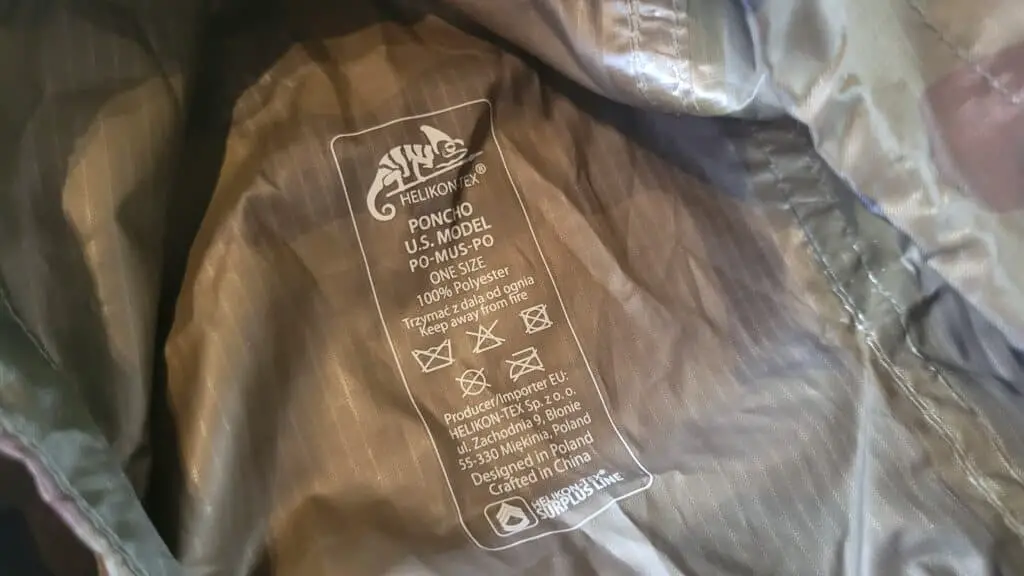 HELIKON-TEX®
PONCHO
U.S. MODEL
PO-MUS-PO
ONE SIZE
100% Polyester
Trzymać z dala od ognia
Keep away from fire
Producer/Importer EU:
HELIKON-TEX Sp. z o. o.
ul. Zachodnia 9, Błonie
55-330 Miękinia, Poland
Designed in Poland
Crafted in China
HELIKON-TEX
SURPLUS LINE